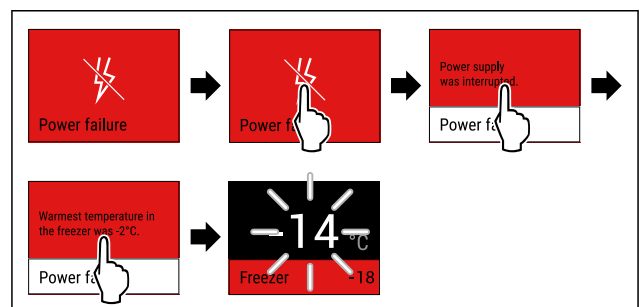 Power failure
Power fa
Power supply
was interrupted.
Power fa
Warmest temperature in
the freezer was -2°C.
Power fa
-14 °C
Freezer -18